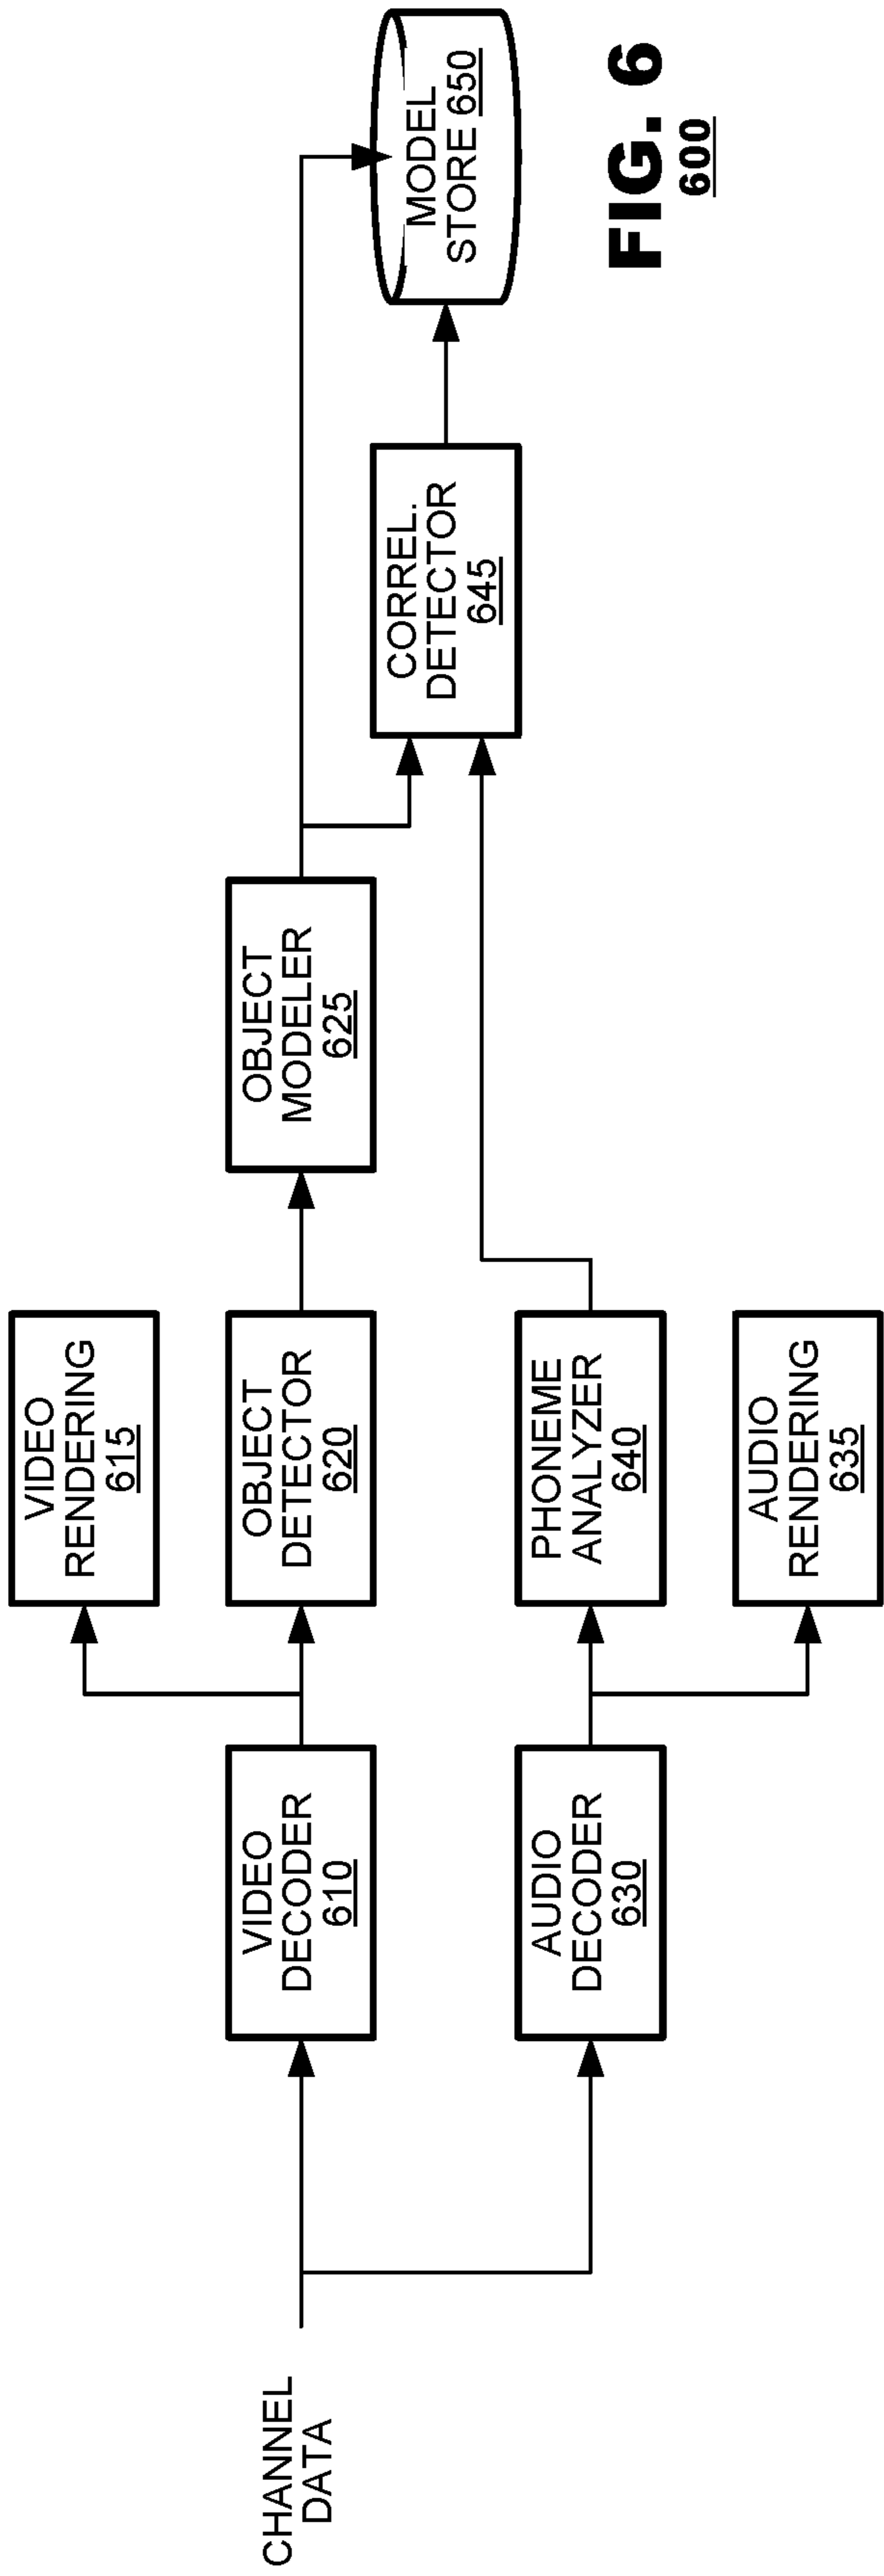 CHANNEL
DATA
VIDEO
DECODER
610
AUDIO
DECODER
630
VIDEO
RENDERING
615
OBJECT
DETECTOR
620
PHONEME
ANALYZER
640
AUDIO
RENDERING
635
OBJECT
MODELER
625
CORREL.
DETECTOR
645
MODEL
STORE 650
FIG. 6
600